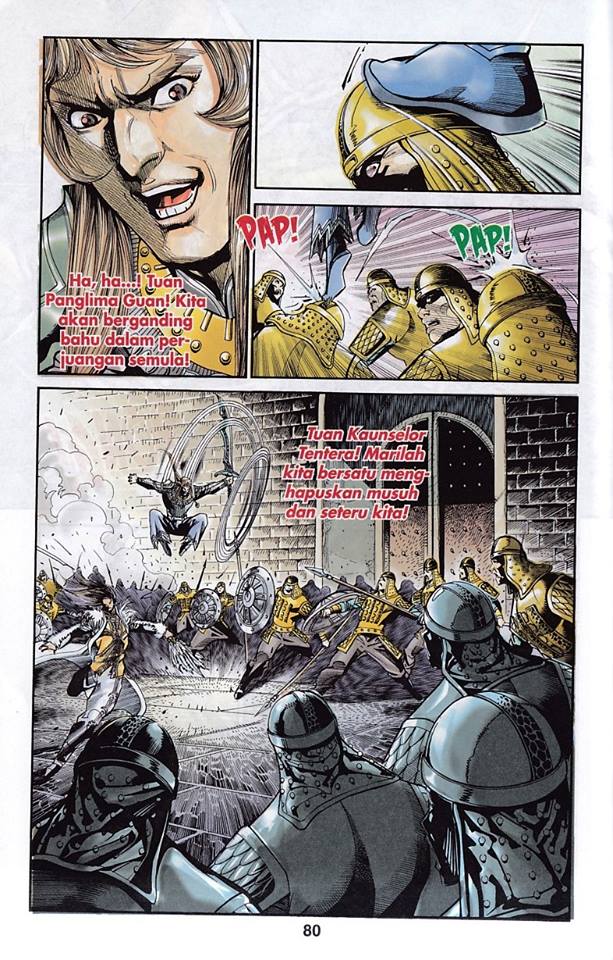 Ha, ha...! Tuan
Panglima Guan! Kita
akan berganding
bahu dalam per-
juangan semula!
PAP!
PAP!
Tuan Kaunselor
Tentera! Marilah
kita bersatu meng-
hapuskan musuh
dan seteru kita!
80